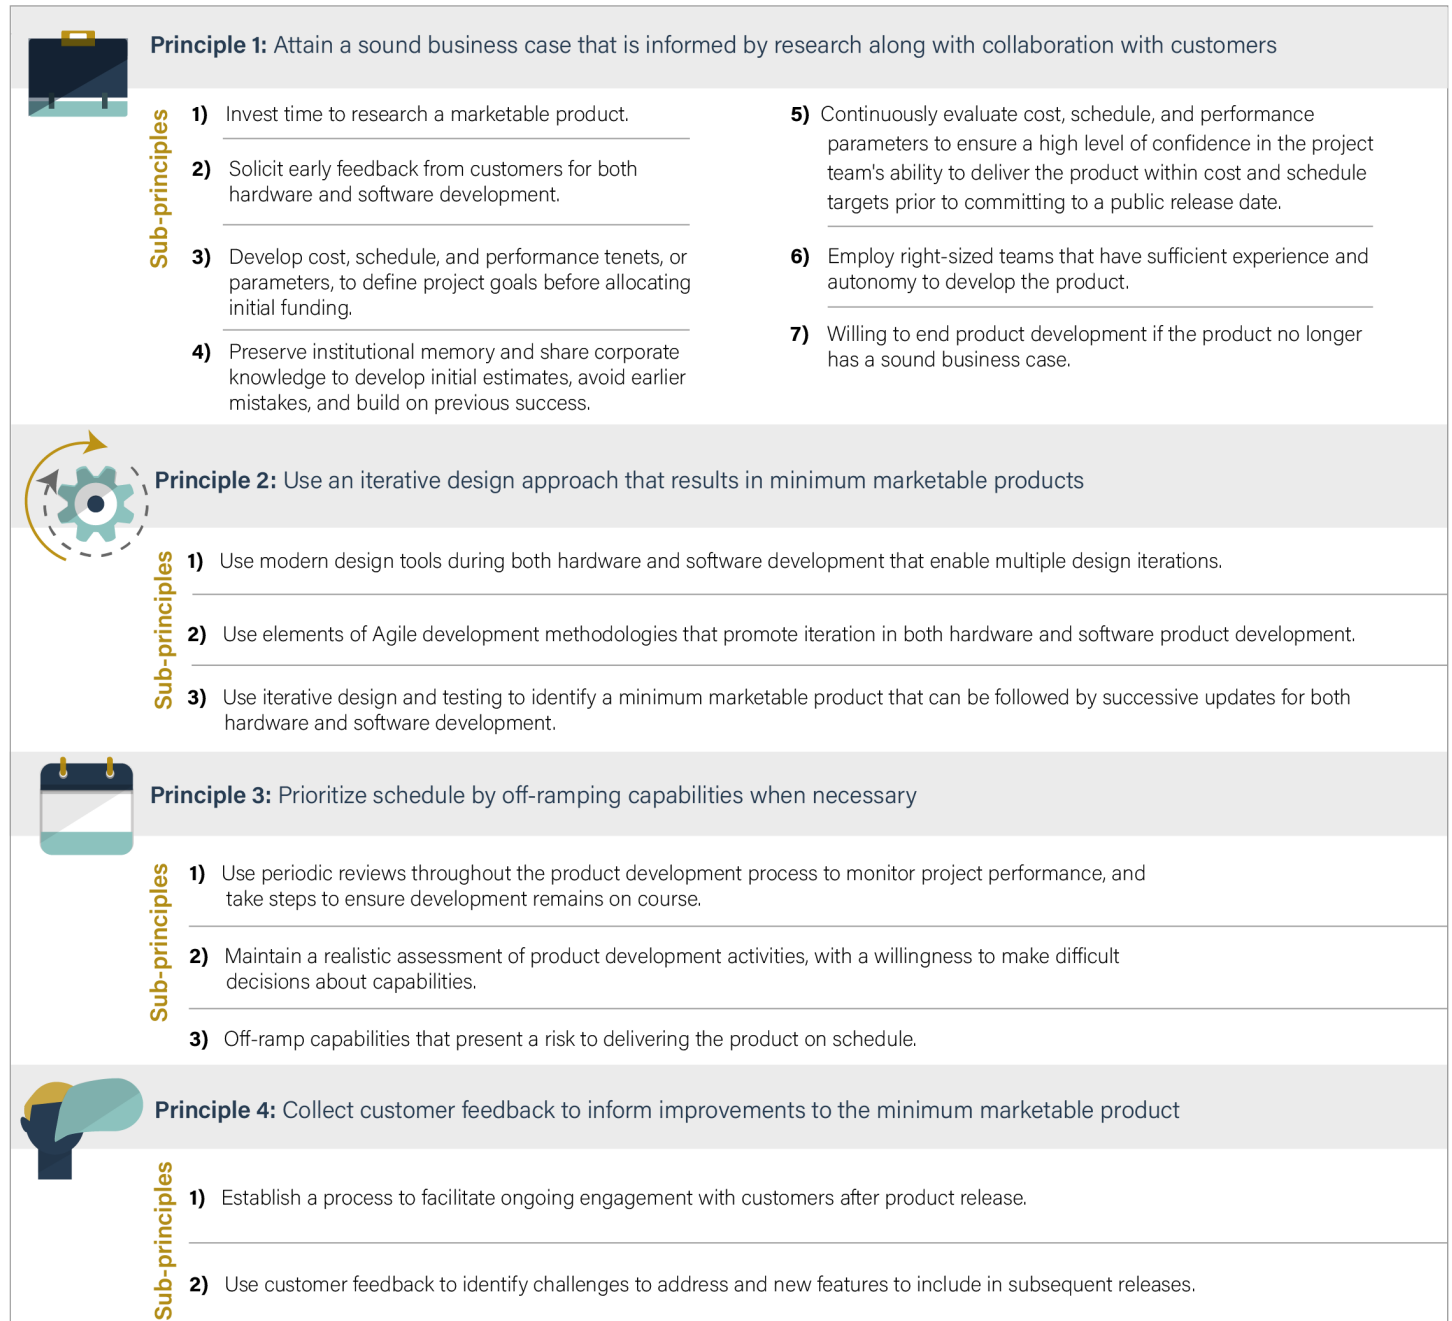 Principle 1: Attain a sound business case that is informed by research along with collaboration with customers
Sub-principles
1) Invest time to research a marketable product.
2) Solicit early feedback from customers for both
hardware and software development.
3) Develop cost, schedule, and performance tenets, or
parameters, to define project goals before allocating
initial funding.
4) Preserve institutional memory and share corporate
knowledge to develop initial estimates, avoid earlier
mistakes, and build on previous success.
5) Continuously evaluate cost, schedule, and performance
parameters to ensure a high level of confidence in the project
team's ability to deliver the product within cost and schedule
targets prior to committing to a public release date.
6) Employ right-sized teams that have sufficient experience and
autonomy to develop the product.
7) Willing to end product development if the product no longer
has a sound business case.
Principle 2: Use an iterative design approach that results in minimum marketable products
Sub-principles
1) Use modern design tools during both hardware and software development that enable multiple design iterations.
2) Use elements of Agile development methodologies that promote iteration in both hardware and software product development.
3) Use iterative design and testing to identify a minimum marketable product that can be followed by successive updates for both
hardware and software development.
Principle 3: Prioritize schedule by off-ramping capabilities when necessary
Sub-principles
1) Use periodic reviews throughout the product development process to monitor project performance, and
take steps to ensure development remains on course.
2) Maintain a realistic assessment of product development activities, with a willingness to make difficult
decisions about capabilities.
3) Off-ramp capabilities that present a risk to delivering the product on schedule.
Principle 4: Collect customer feedback to inform improvements to the minimum marketable product
Sub-principles
1) Establish a process to facilitate ongoing engagement with customers after product release.
2) Use customer feedback to identify challenges to address and new features to include in subsequent releases.